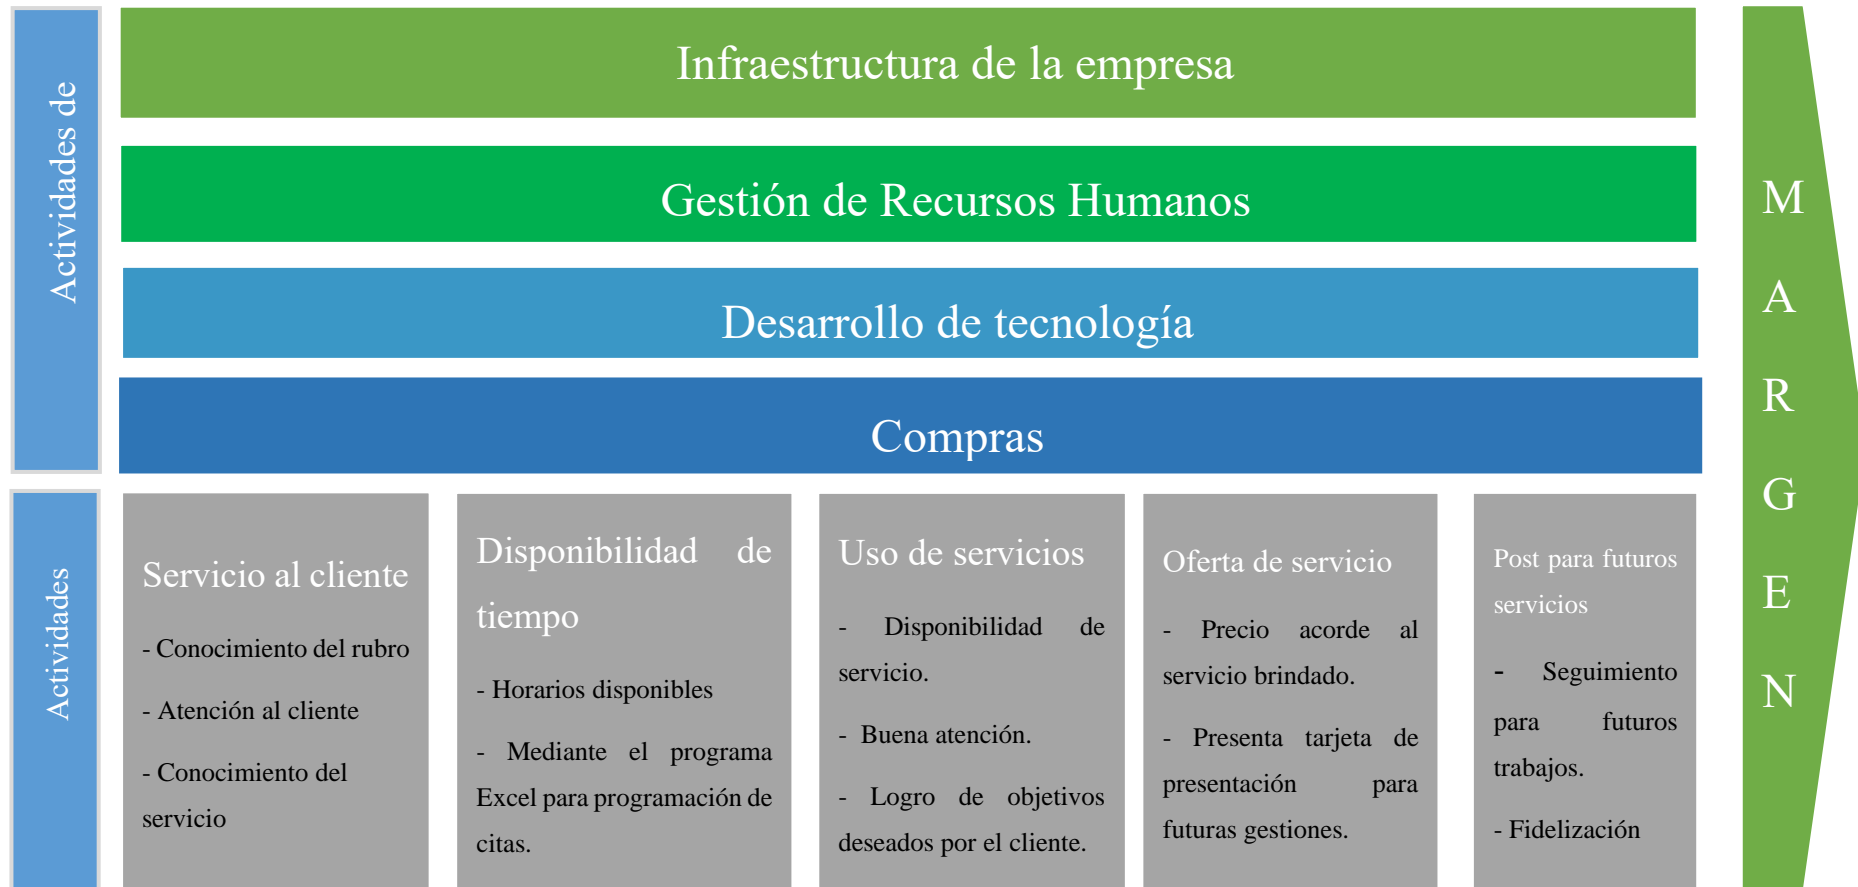 Actividades de
Infraestructura de la empresa
Gestión de Recursos Humanos
Desarrollo de tecnología
Compras
Actividades
Servicio al cliente
- Conocimiento del rubro
- Atención al cliente
- Conocimiento del
servicio
Disponibilidad de
tiempo
- Horarios disponibles
- Mediante el programa
Excel para programación de
citas.
Uso de servicios
- Disponibilidad de
servicio.
- Buena atención.
- Logro de objetivos
deseados por el cliente.
Oferta de servicio
- Precio acorde al
servicio brindado.
- Presenta tarjeta de
presentación para
futuras gestiones.
Post para futuros
servicios
- Seguimiento
para futuros
trabajos.
- Fidelización
M
A
R
G
E
N